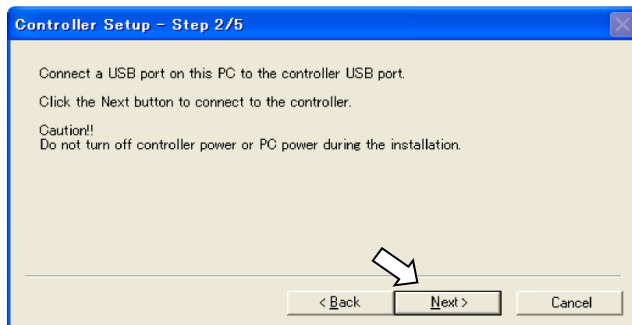 Controller Setup - Step 2/5
Connect a USB port on this PC to the controller USB port.
Click the Next button to connect to the controller.
Caution!!
Do not turn off controller power or PC power during the installation.
< Back
Next >
Cancel